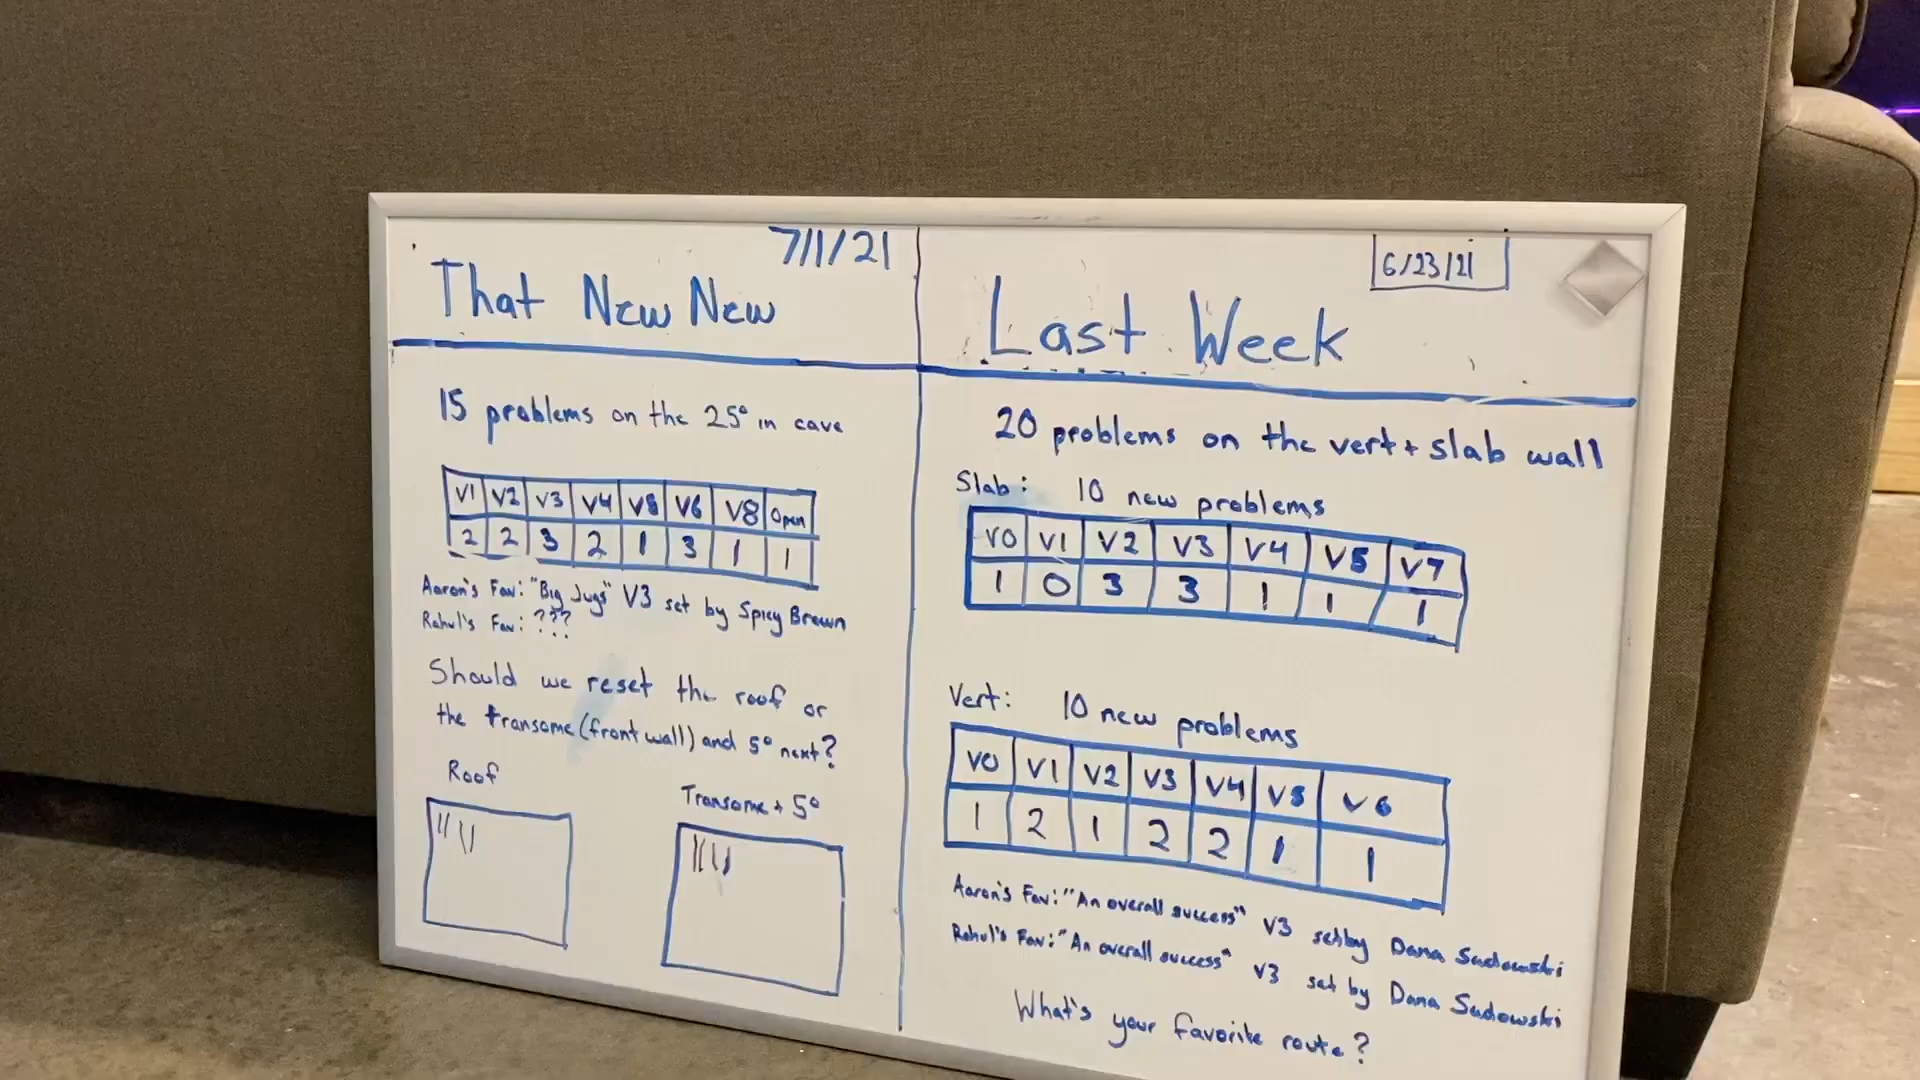 7/1/21
That New New
15 problems on the 25° in cave
V1 V2 V3 V4 V5 V6 V8 Open
2 2 3 2 1 3 1 1
Aaron's Fav: "Big Jugs" V3 set by Spicy Brown
Rahul's Fav: ???
Should we reset the roof or
the transome (front wall) and 5° next?
Roof
Transome + 5°
6/23/21
Last Week
20 problems on the vert + slab wall
Slab: 10 new problems
V0 V1 V2 V3 V4 V5 V7
1 0 3 3 1 1 1
Vert: 10 new problems
V0 V1 V2 V3 V4 V5 V6
1 2 1 2 2 1 1
Aaron's Fav: "An overall success" V3 set by Dana Sudowski
Rahul's Fav: "An overall success" V3 set by Dana Sudowski
What's your favorite route?